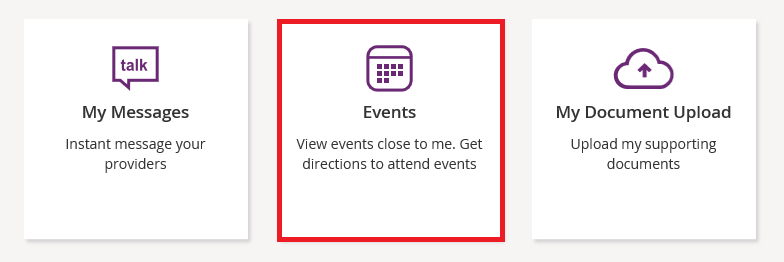 talk
My Messages
Instant message your
providers
Events
View events close to me. Get
directions to attend events
My Document Upload
Upload my supporting
documents